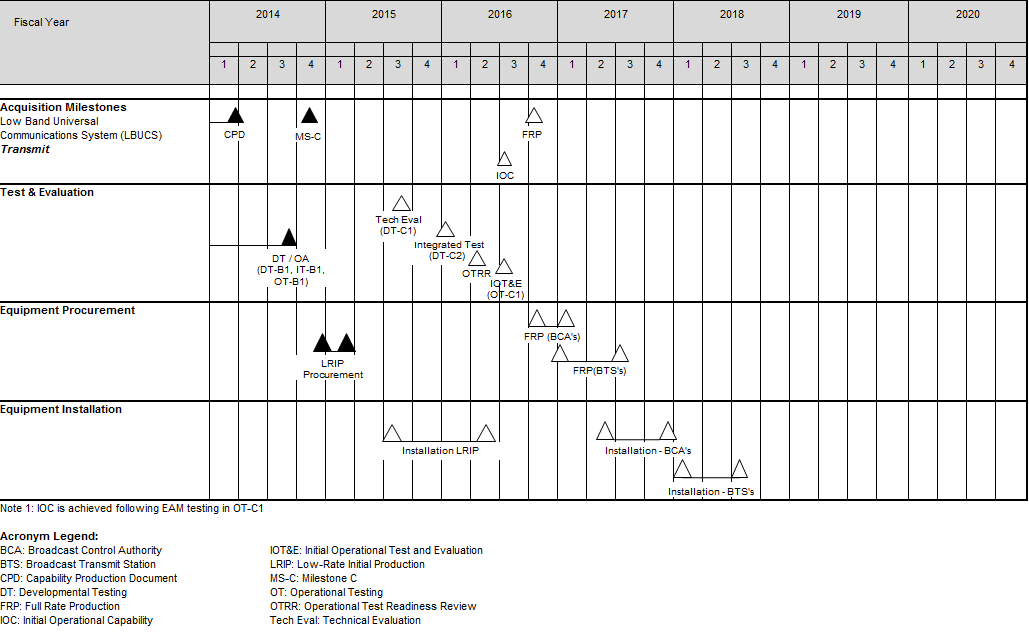 Fiscal Year
2014 2015 2016 2017 2018 2019 2020
1 2 3 4 1 2 3 4 1 2 3 4 1 2 3 4 1 2 3 4 1 2 3 4 1 2 3 4
Acquisition Milestones
Low Band Universal
Communications System (LBUCS)
Transmit
CPD
MS-C
FRP
IOC
Test & Evaluation
Tech Eval
(DT-C1)
Integrated Test
(DT-C2)
DT / OA
(DT-B1, IT-B1,
OT-B1)
OTRR
IOT&E
(OT-C1)
Equipment Procurement
FRP (BCA's)
LRIP
Procurement
FRP(BTS's)
Equipment Installation
Installation LRIP
Installation - BCA's
Installation - BTS's
Note 1: IOC is achieved following EAM testing in OT-C1
Acronym Legend:
BCA: Broadcast Control Authority
BTS: Broadcast Transmit Station
CPD: Capability Production Document
DT: Developmental Testing
FRP: Full Rate Production
IOC: Initial Operational Capability
IOT&E: Initial Operational Test and Evaluation
LRIP: Low-Rate Initial Production
MS-C: Milestone C
OT: Operational Testing
OTRR: Operational Test Readiness Review
Tech Eval: Technical Evaluation